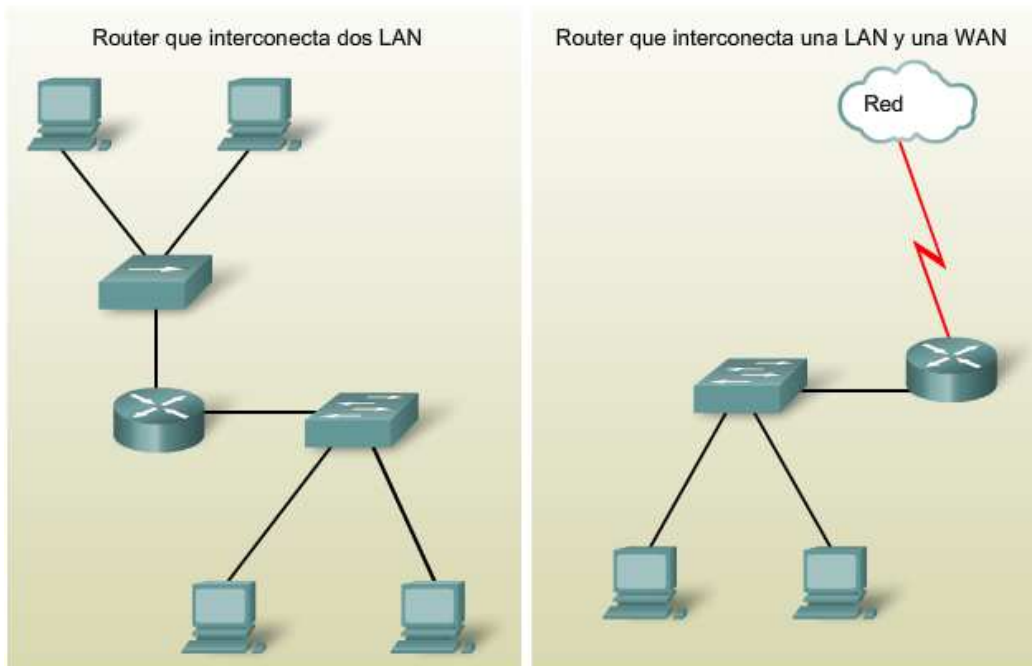 Router que interconecta dos LAN
Router que interconecta una LAN y una WAN
Red